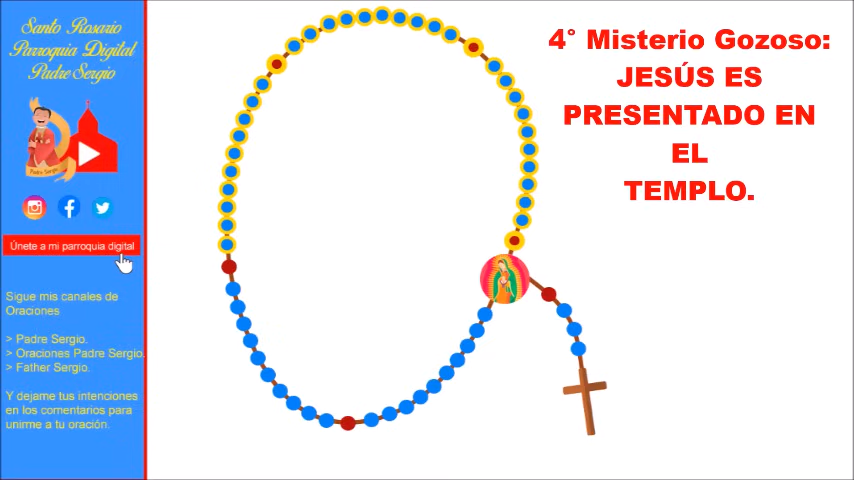 Santo Rosario
Parroquia Digital
Padre Sergio
Padre Sergio
Únete a mi parroquia digital
Sigue mis canales de
Oraciones
> Padre Sergio.
> Oraciones Padre Sergio.
> Father Sergio.
Y dejame tus intenciones
en los comentarios para
unirme a tu oración.
4° Misterio Gozoso:
JESÚS ES
PRESENTADO EN
EL
TEMPLO.